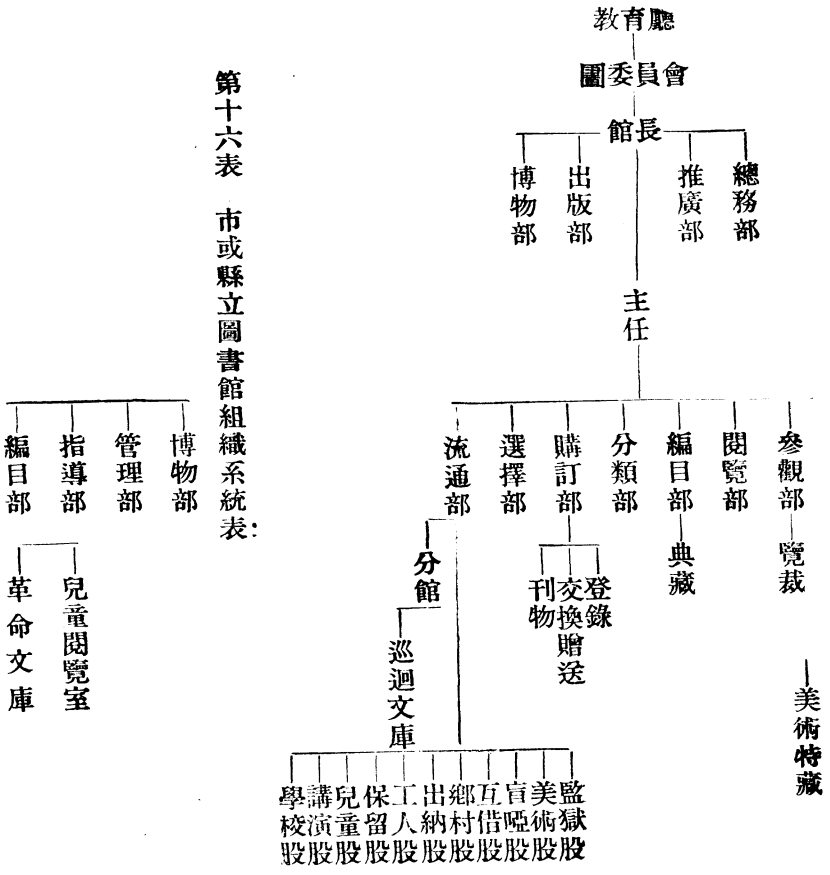 教育廳
圕委員會
館長
總務部
推廣部
出版部
博物部
主任
參觀部
閱覽部
編目部
分類部
購訂部
選擇部
流通部
覽裁
典藏
登錄
交換贈送
刊物
分館
巡迴文庫
美術特藏
監獄股
美術股
盲啞股
互借股
鄉村股
出納股
工人股
保留股
兒童股
講演股
學校股
第十六表 市或縣立圖書館組織系統表:
博物部
管理部
指導部
編目部
兒童閱覽室
革命文庫